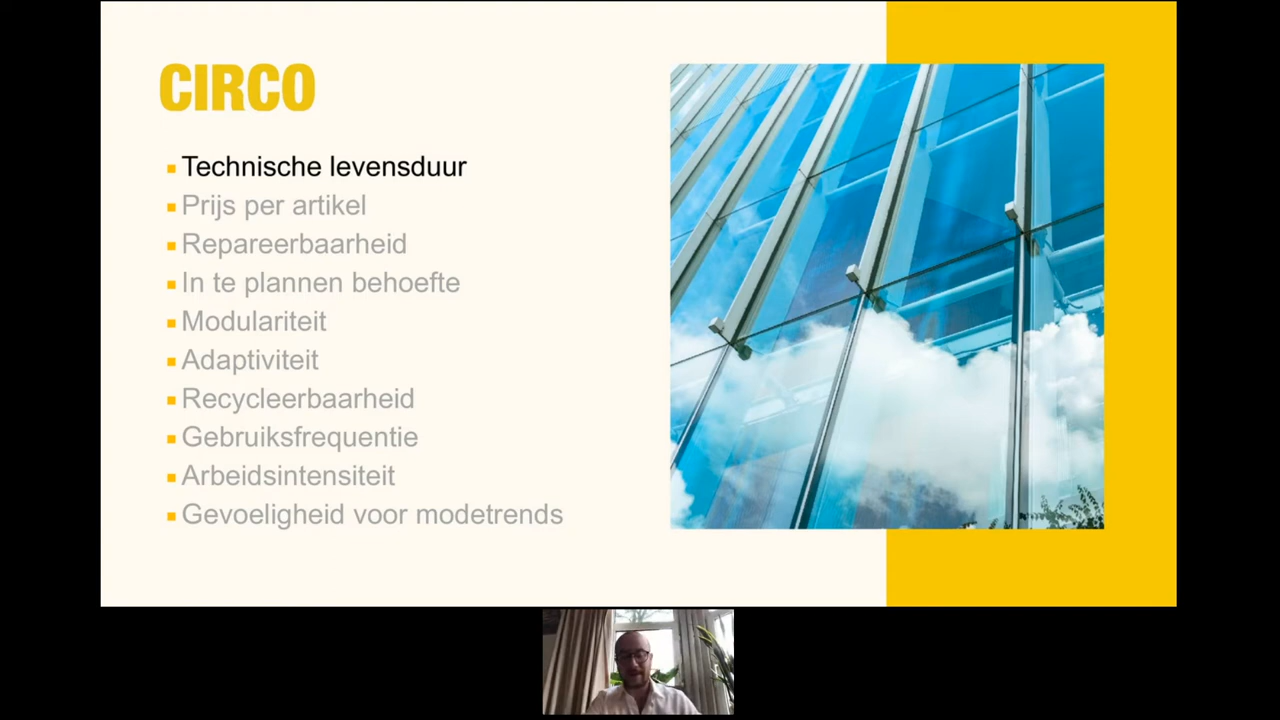 CIRCO
Technische levensduur
Prijs per artikel
Repareerbaarheid
In te plannen behoefte
Modulariteit
Adaptiviteit
Recycleerbaarheid
Gebruiksfrequentie
Arbeidsintensiteit
Gevoeligheid voor modetrends